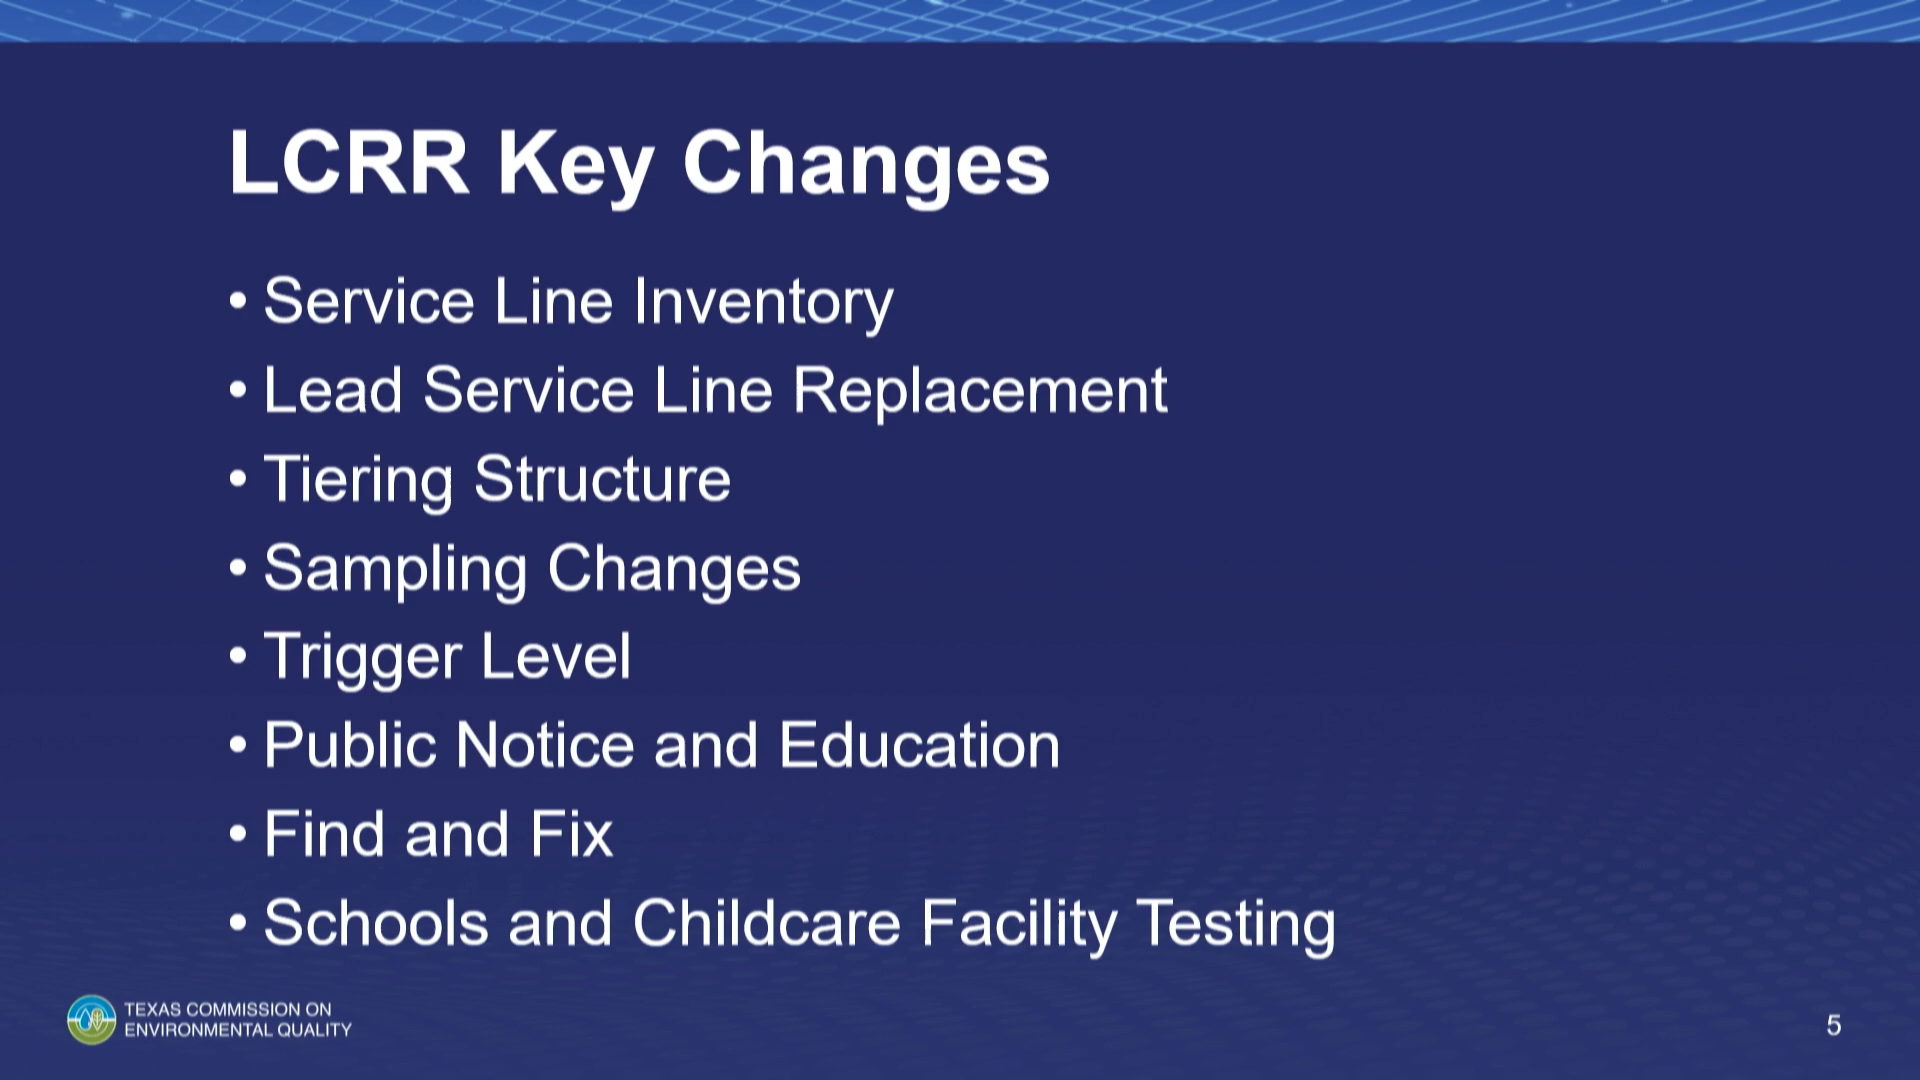 LCRR Key Changes
• Service Line Inventory
• Lead Service Line Replacement
• Tiering Structure
• Sampling Changes
• Trigger Level
• Public Notice and Education
• Find and Fix
• Schools and Childcare Facility Testing
TEXAS COMMISSION ON
ENVIRONMENTAL QUALITY
5